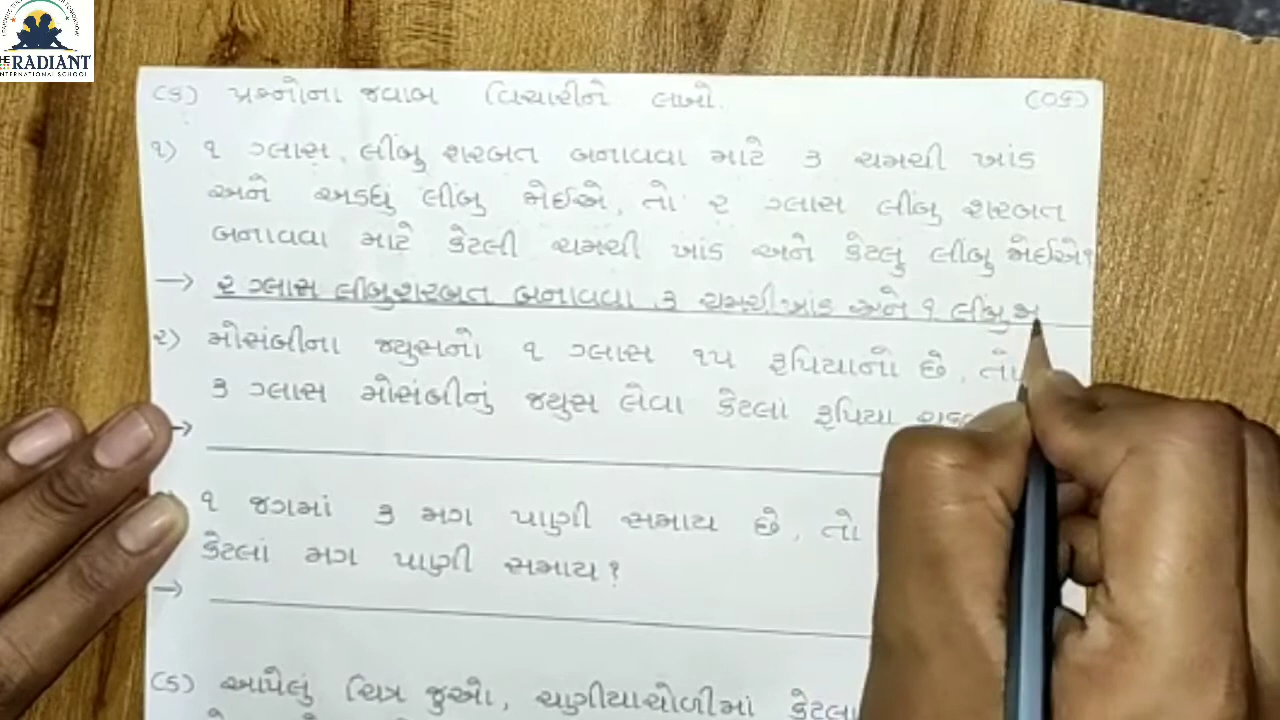 RADIANT
INTERNATIONAL SCHOOL
(ક) પ્રશ્નોના જવાબ વિચારીને લખો. (૦૬)
૧) ૧ ગ્લાસ લીંબુ શરબત બનાવવા માટે ૩ ચમચી ખાંડ
અને અડધું લીંબુ જોઈએ, તો ૨ ગ્લાસ લીંબુ શરબત
બનાવવા માટે કેટલી ચમચી ખાંડ અને કેટલું લીંબુ જોઈએ?
→ ૨ ગ્લાસ લીંબુશરબત બનાવવા ૩ ચમચી ખાંડ અને ૧ લીંબુ
૨) મોસંબીના જ્યુસનો ૧ ગ્લાસ ૧૫ રૂપિયાનો છે, તો
૩ ગ્લાસ મોસંબીનું જ્યુસ લેવા કેટલાં રૂપિયા
→
૧ જગમાં ૩ મગ પાણી સમાય છે, તો
કેટલાં મગ પાણી સમાય?
→
(ડ) આપેલું ચિત્ર જુઓ, ચણીયાચોળીમાં કેટલા